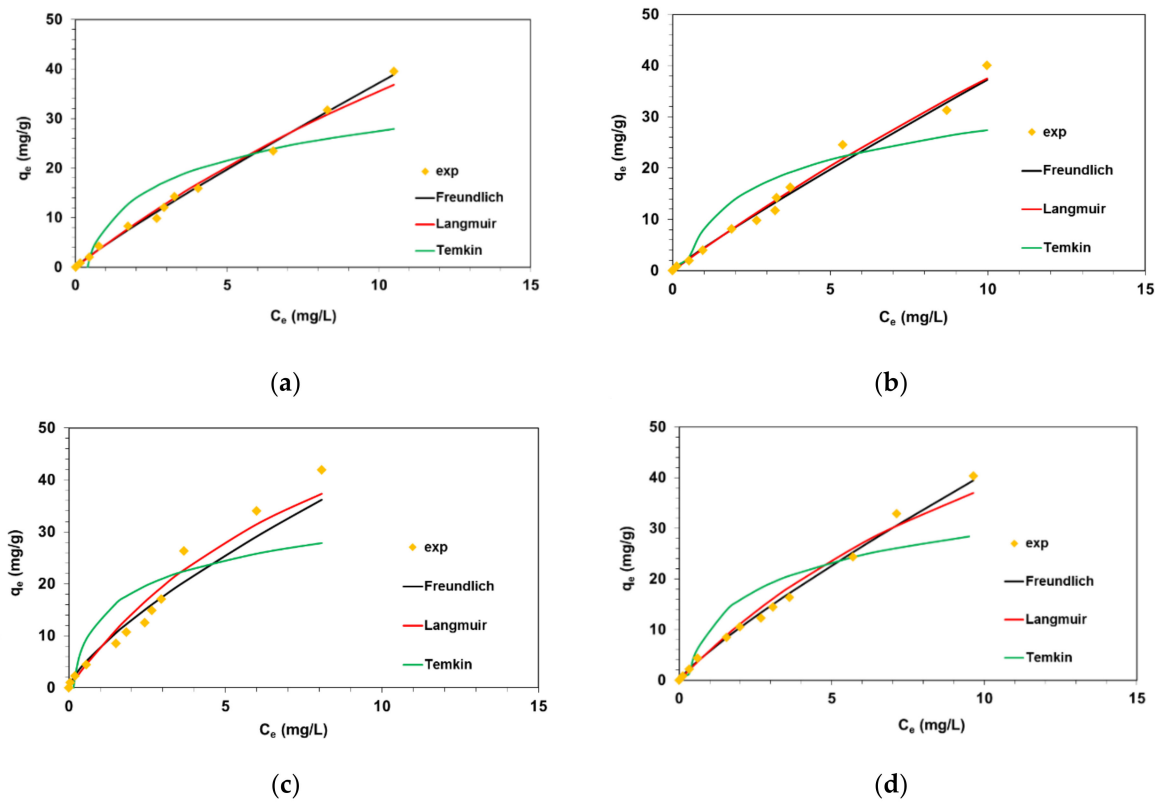 50
40
30
20
10
0
qe (mg/g)
0
5
10
15
Ce (mg/L)
exp
Freundlich
Langmuir
Temkin
(a)
50
40
30
20
10
0
qe (mg/g)
0
5
10
15
Ce (mg/L)
exp
Freundlich
Langmuir
Temkin
(b)
50
40
30
20
10
0
qe (mg/g)
0
5
10
15
Ce (mg/L)
exp
Freundlich
Langmuir
Temkin
(c)
50
40
30
20
10
0
qe (mg/g)
0
5
10
15
Ce (mg/L)
exp
Freundlich
Langmuir
Temkin
(d)